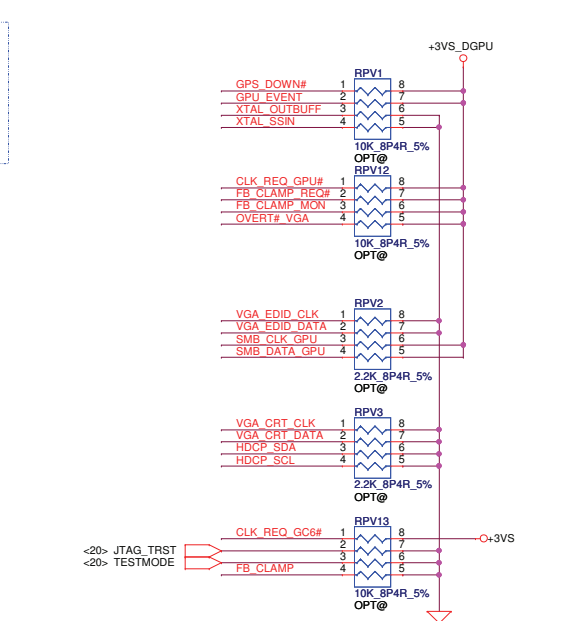 +3VS_DGPU
RPV1
GPS_DOWN# 1 8
GPU_EVENT 2 7
XTAL_OUTBUFF 3 6
XTAL_SSIN 4 5
10K_8P4R_5%
OPT@
RPV12
CLK_REQ_GPU# 1 8
FB_CLAMP_REQ# 2 7
FB_CLAMP_MON 3 6
OVERT#_VGA 4 5
10K_8P4R_5%
OPT@
RPV2
VGA_EDID_CLK 1 8
VGA_EDID_DATA 2 7
SMB_CLK_GPU 3 6
SMB_DATA_GPU 4 5
2.2K_8P4R_5%
OPT@
RPV3
VGA_CRT_CLK 1 8
VGA_CRT_DATA 2 7
HDCP_SDA 3 6
HDCP_SCL 4 5
2.2K_8P4R_5%
OPT@
RPV13
CLK_REQ_GC6# 1 8 +3VS
<20> JTAG_TRST 2 7
<20> TESTMODE 3 6
FB_CLAMP 4 5
10K_8P4R_5%
OPT@